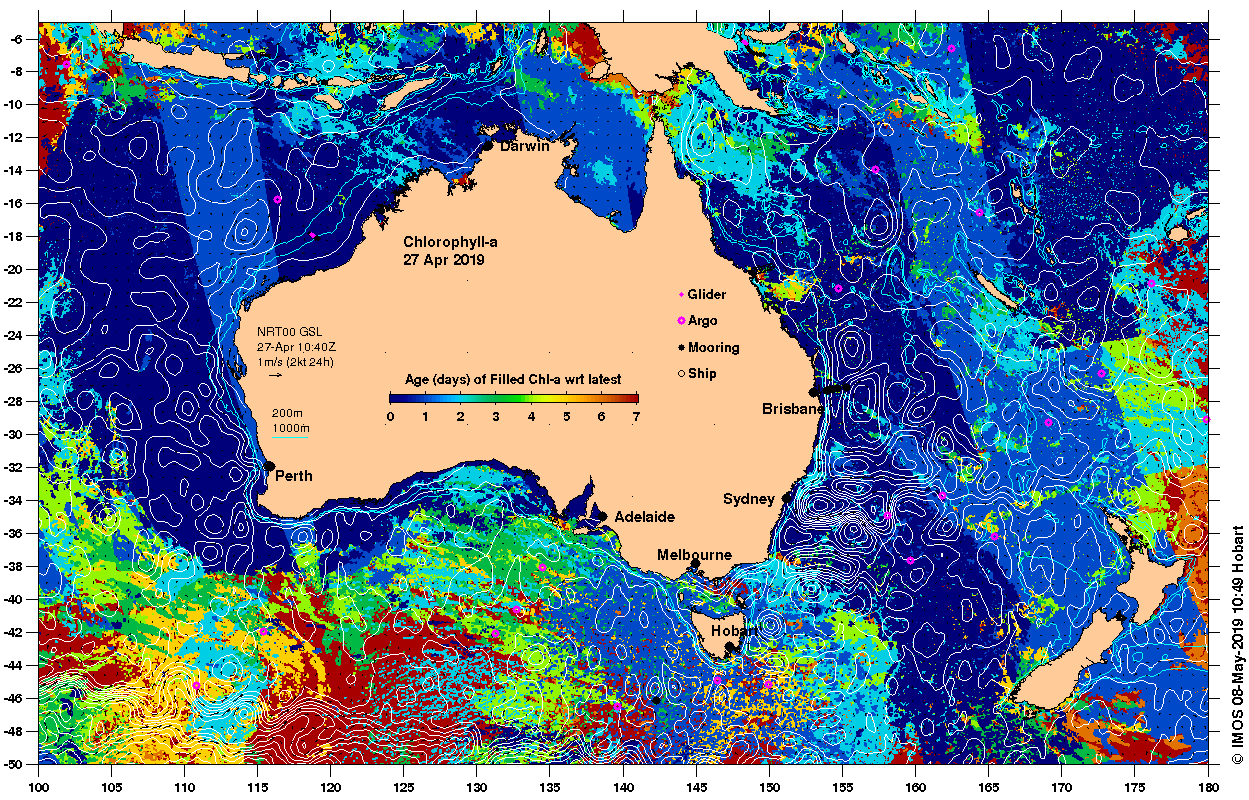 -6
-8
-10
-12
-14
-16
-18
-20
-22
-24
-26
-28
-30
-32
-34
-36
-38
-40
-42
-44
-46
-48
-50
Darwin
Chlorophyll-a
27 Apr 2019
Glider
Argo
Mooring
Ship
NRT00 GSL
27-Apr 10:40Z
1m/s (2kt 24h)
Age (days) of Filled Chl-a wrt latest
0 1 2 3 4 5 6 7
200m
1000m
Brisbane
Perth
Sydney
Adelaide
Melbourne
Hobart
100 105 110 115 120 125 130 135 140 145 150 155 160 165 170 175 180
© IMOS 08-May-2019 10:49 Hobart